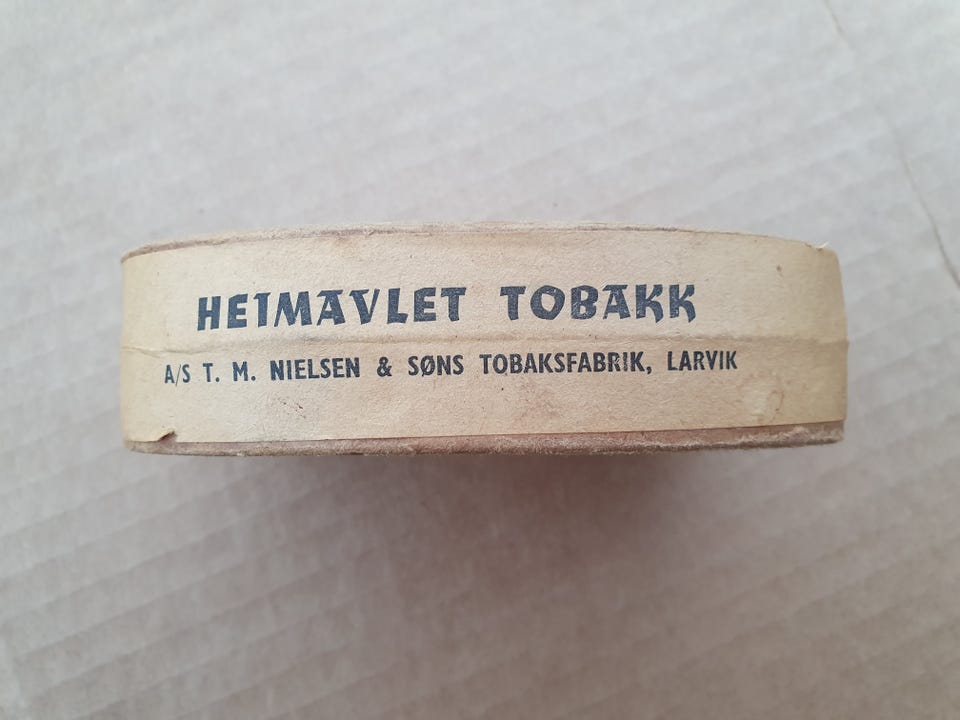 HEIMAVLET TOBAKK
A/S T. M. NIELSEN & SØNS TOBAKSFABRIK, LARVIK